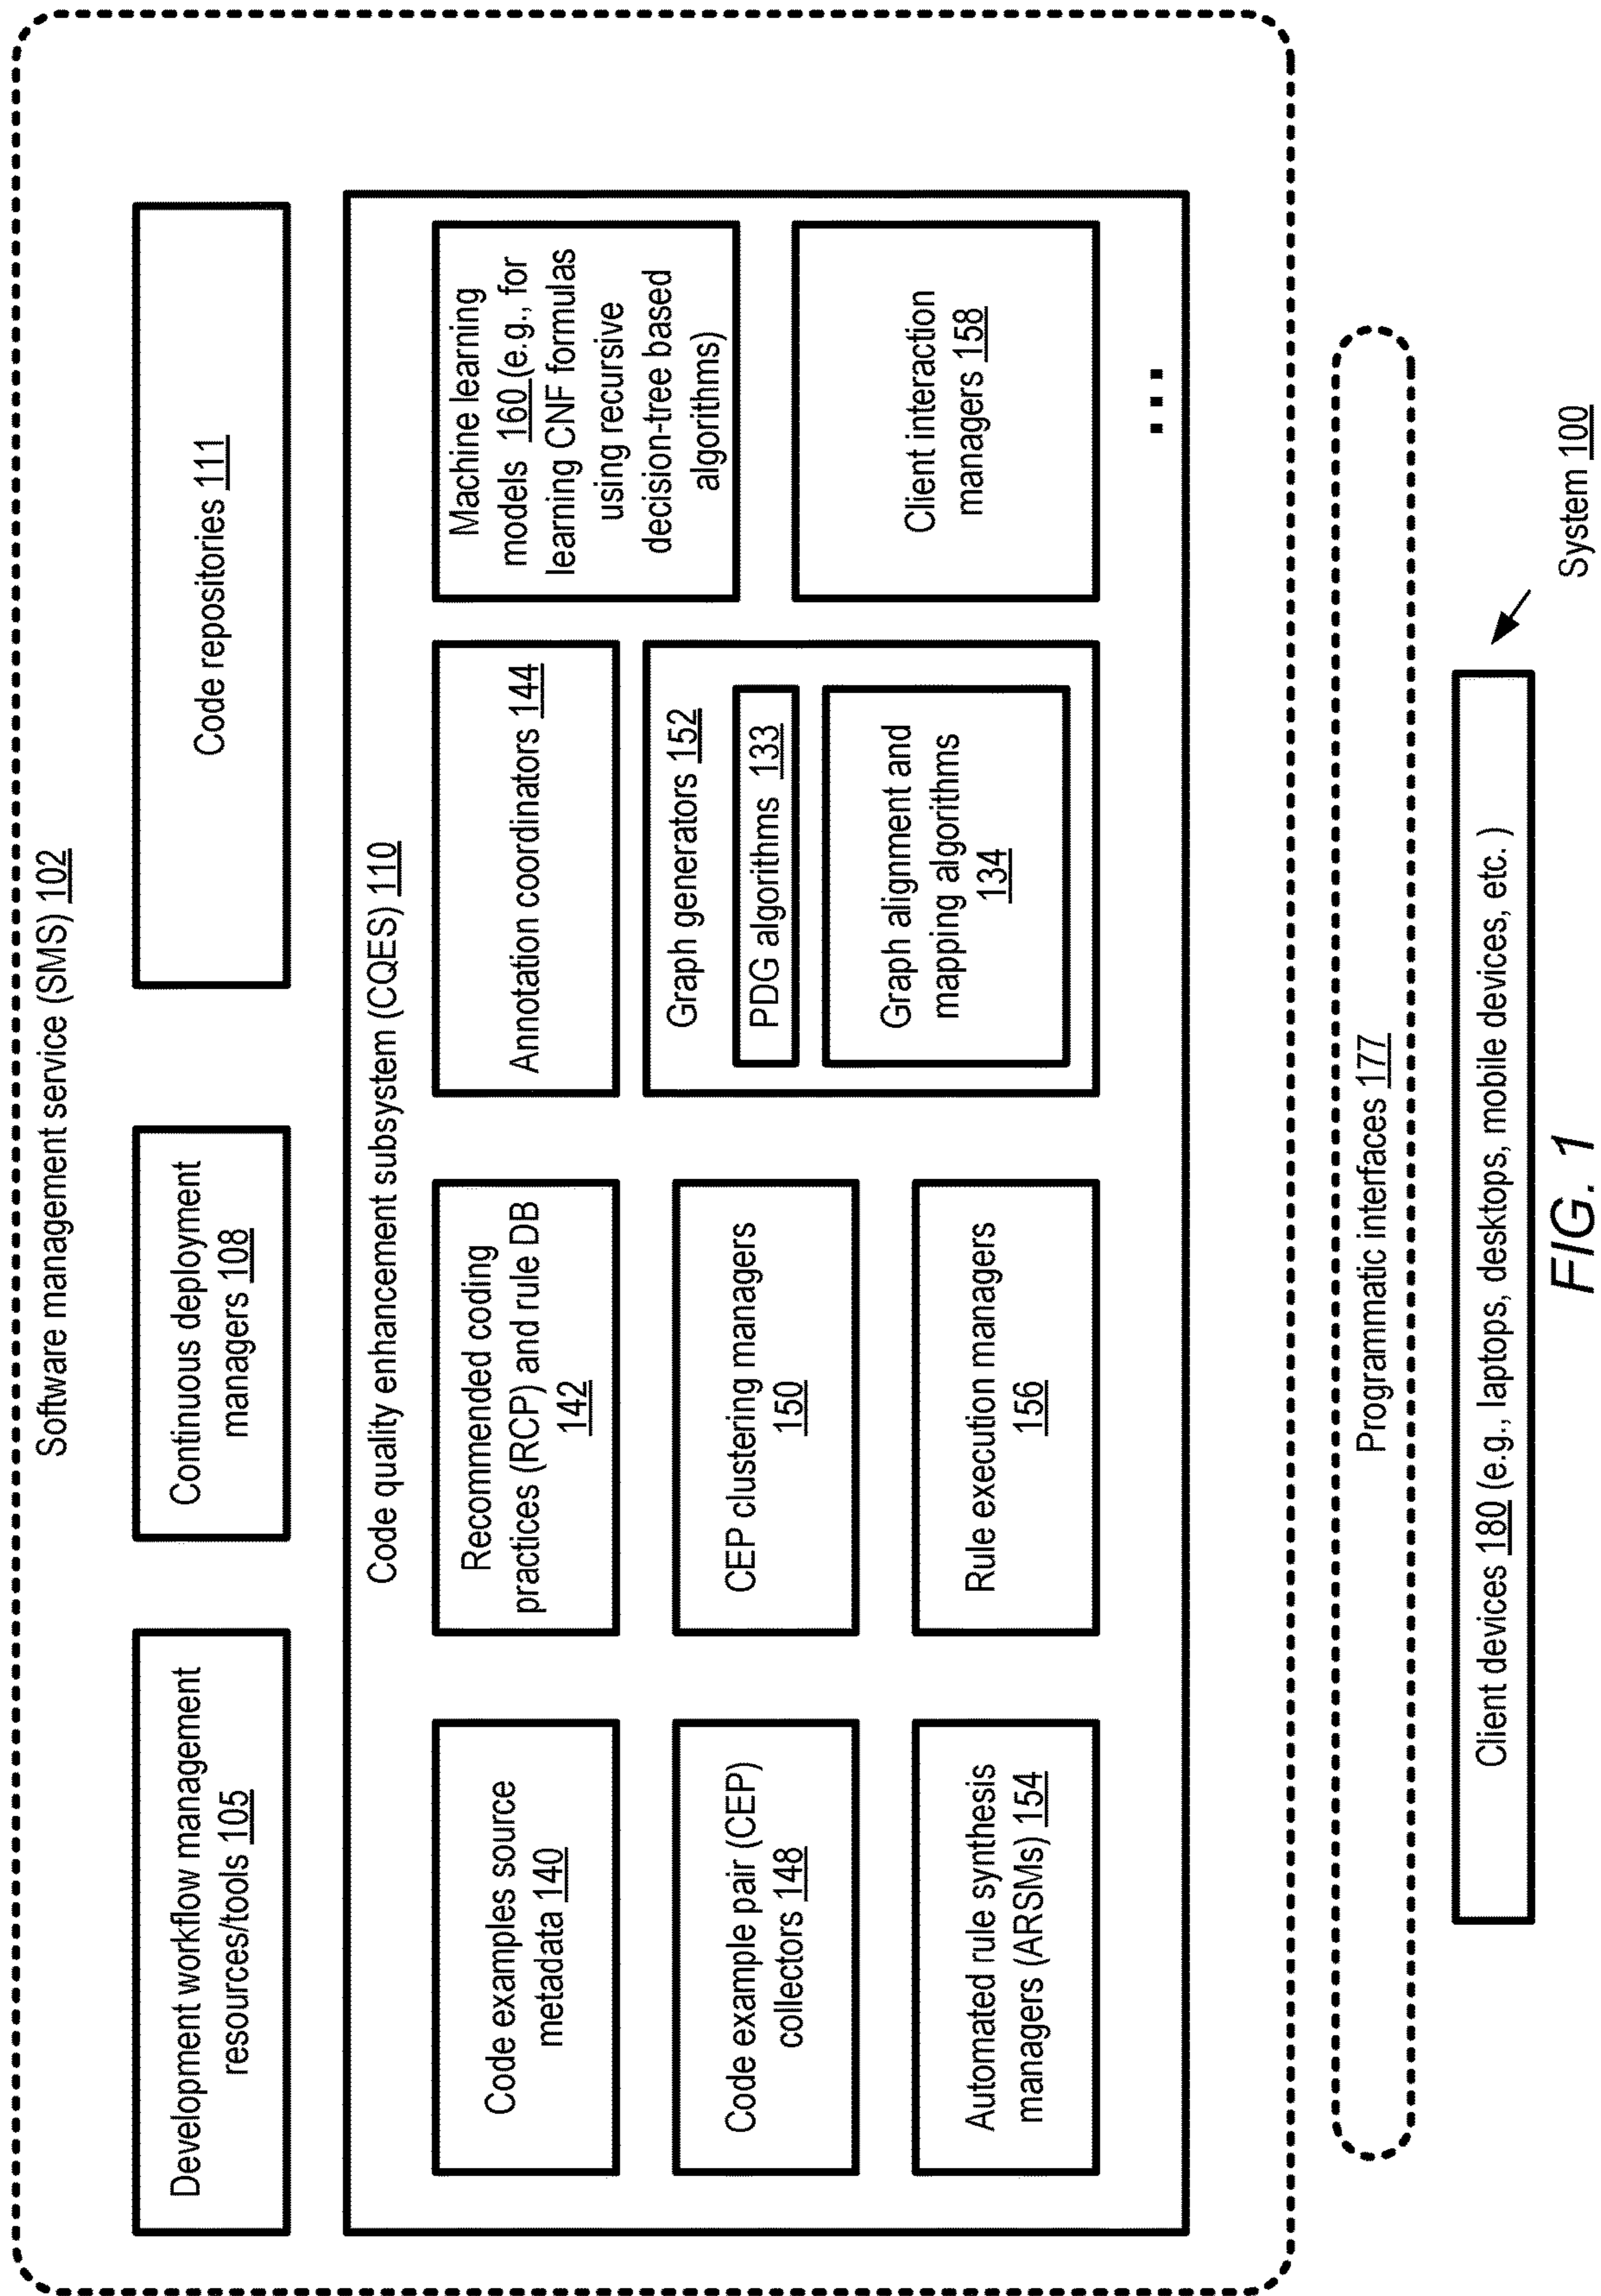 Software management service (SMS) 102
Development workflow management
resources/tools 105
Continuous deployment
managers 108
Code repositories 111
Code quality enhancement subsystem (CQES) 110
Code examples source
metadata 140
Recommended coding
practices (RCP) and rule DB
142
Annotation coordinators 144
Machine learning
models 160 (e.g., for
learning CNF formulas
using recursive
decision-tree based
algorithms)
Code example pair (CEP)
collectors 148
CEP clustering managers
150
Graph generators 152
PDG algorithms 133
Graph alignment and
mapping algorithms
134
Automated rule synthesis
managers (ARSMs) 154
Rule execution managers
156
Client interaction
managers 158
...
Programmatic interfaces 177
Client devices 180 (e.g., laptops, desktops, mobile devices, etc. )
System 100
FIG. 1